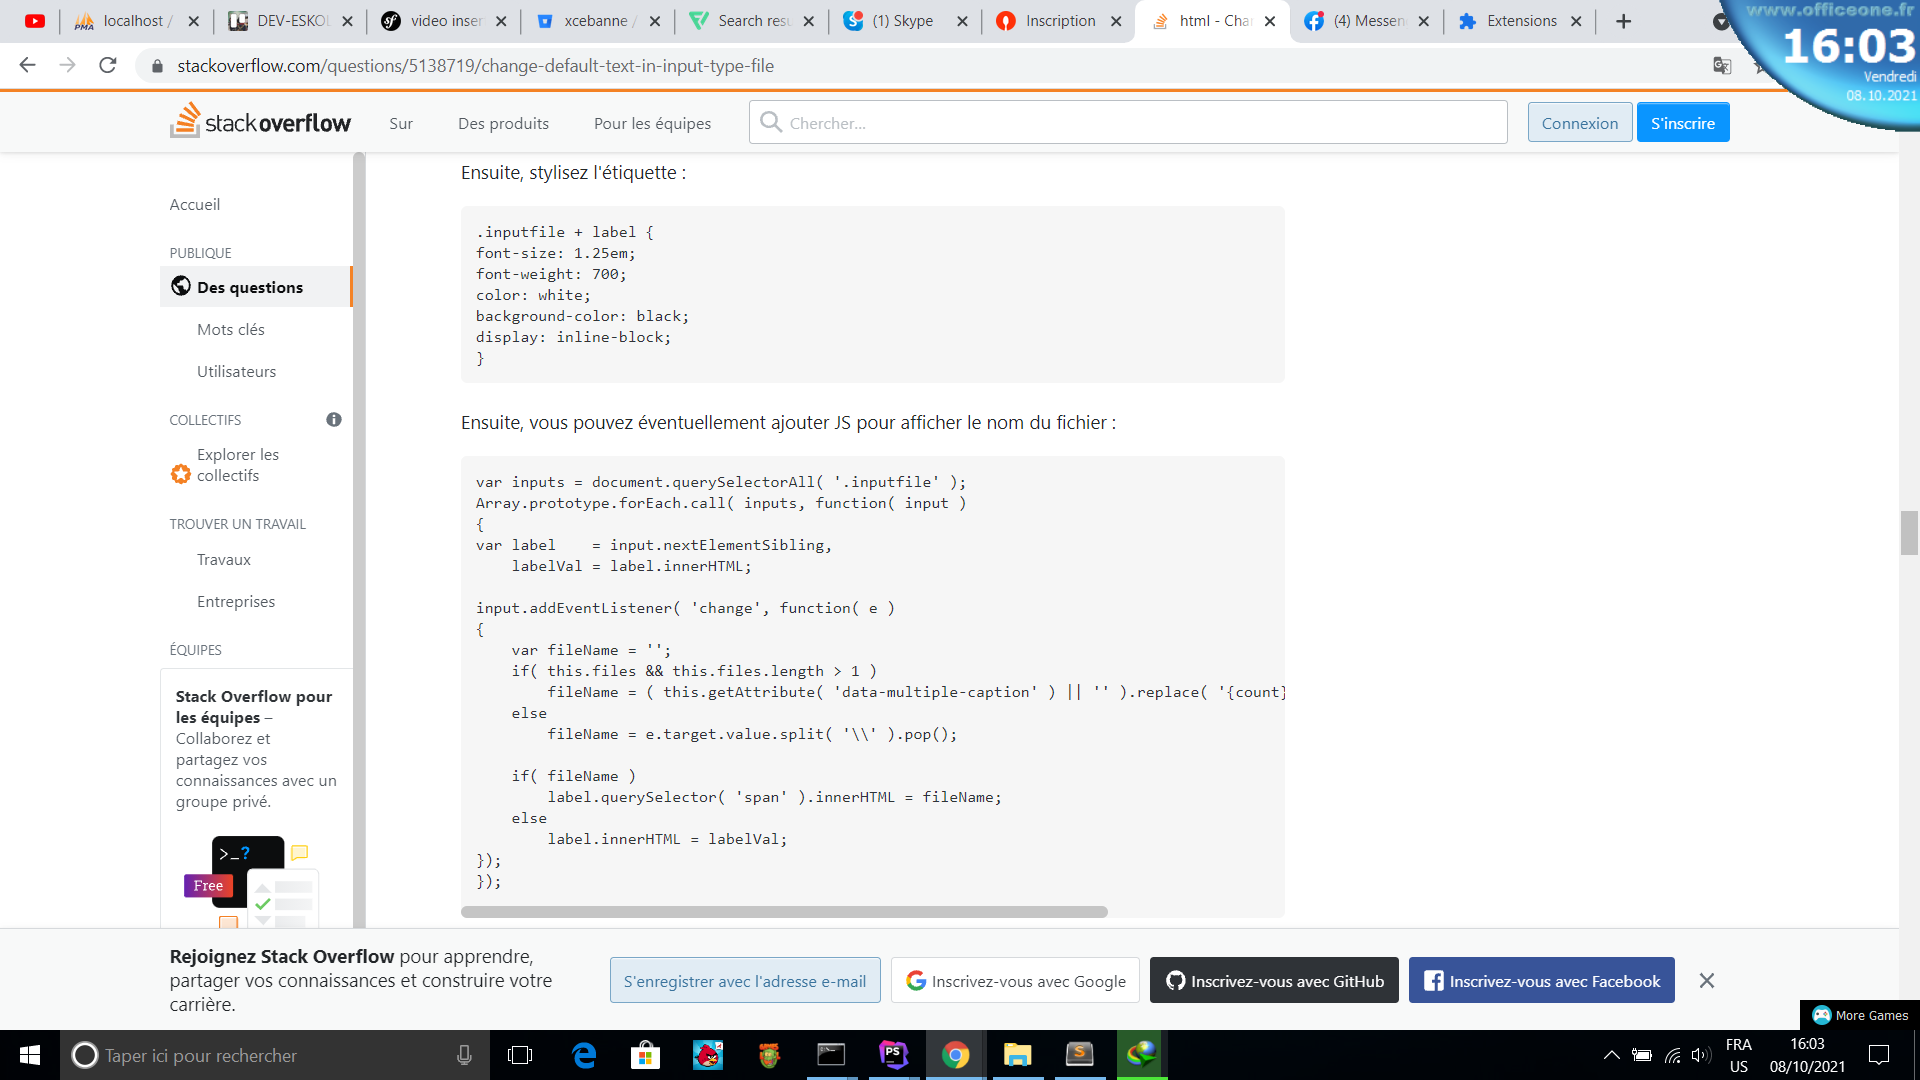 localhost /
DEV-ESKOL
video inser
xcebanne /
Search resu
(1) Skype
Inscription
html - Cha
(4) Messen
Extensions
www.officeone.fr
16:03
Vendredi
08.10.2021
stackoverflow.com/questions/5138719/change-default-text-in-input-type-file
stackoverflow
Sur
Des produits
Pour les équipes
Chercher...
Connexion
S'inscrire
Accueil
PUBLIQUE
Des questions
Mots clés
Utilisateurs
COLLECTIFS
Explorer les
collectifs
TROUVER UN TRAVAIL
Travaux
Entreprises
ÉQUIPES
Stack Overflow pour
les équipes –
Collaborez et
partagez vos
connaissances avec un
groupe privé.
>_?
Free
Ensuite, stylisez l'étiquette :
.inputfile + label {
font-size: 1.25em;
font-weight: 700;
color: white;
background-color: black;
display: inline-block;
}
Ensuite, vous pouvez éventuellement ajouter JS pour afficher le nom du fichier :
var inputs = document.querySelectorAll( '.inputfile' );
Array.prototype.forEach.call( inputs, function( input )
{
var label    = input.nextElementSibling,
    labelVal = label.innerHTML;
input.addEventListener( 'change', function( e )
{
    var fileName = '';
    if( this.files && this.files.length > 1 )
        fileName = ( this.getAttribute( 'data-multiple-caption' ) || '' ).replace( '{count}
    else
        fileName = e.target.value.split( '\\' ).pop();
    if( fileName )
        label.querySelector( 'span' ).innerHTML = fileName;
    else
        label.innerHTML = labelVal;
});
});
Rejoignez Stack Overflow pour apprendre,
partager vos connaissances et construire votre
carrière.
S'enregistrer avec l'adresse e-mail
Inscrivez-vous avec Google
Inscrivez-vous avec GitHub
Inscrivez-vous avec Facebook
More Games
Taper ici pour rechercher
FRA
US
16:03
08/10/2021